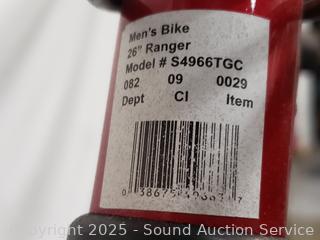 Men's Bike
26" Ranger
Model # S4966TGC
082 09 0029
Dept Cl Item
Copyright 2025 - Sound Auction Service